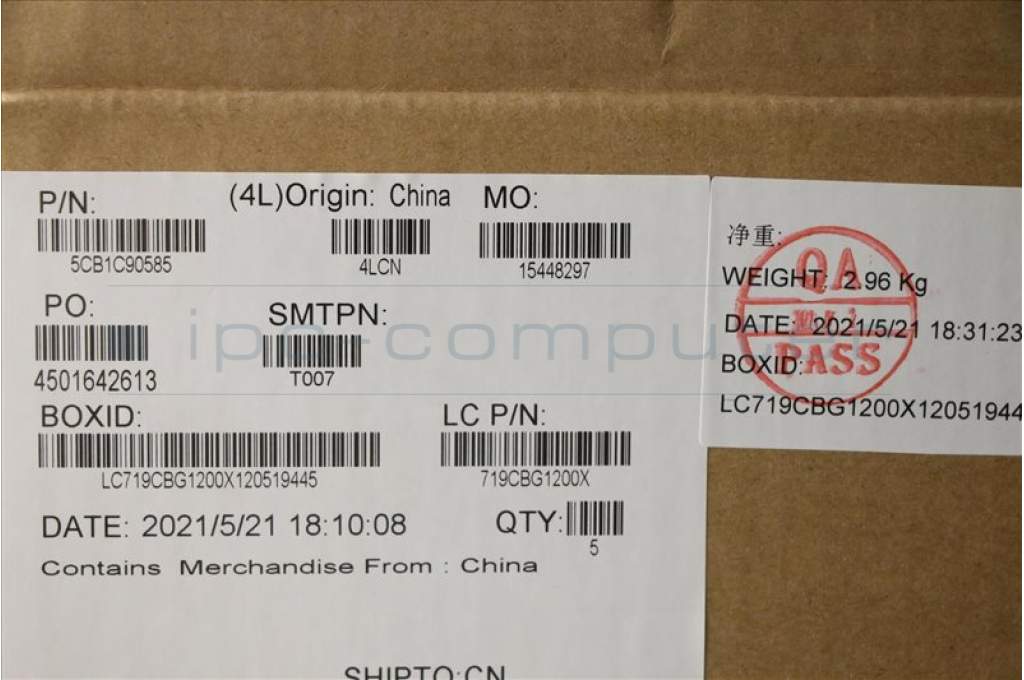 P/N:
5CB1C90585
(4L)Origin: China
4LCN
MO:
15448297
PO:
4501642613
SMTPN:
T007
BOXID:
LC719CBG1200X120519445
LC P/N:
719CBG1200X
DATE: 2021/5/21 18:10:08
QTY:
5
Contains Merchandise From : China
SHIPTO:CN
净重:
WEIGHT: 2.96 Kg
DATE: 2021/5/21 18:31:23
BOXID:
LC719CBG1200X12051944
QA
PASS
ipc-computer